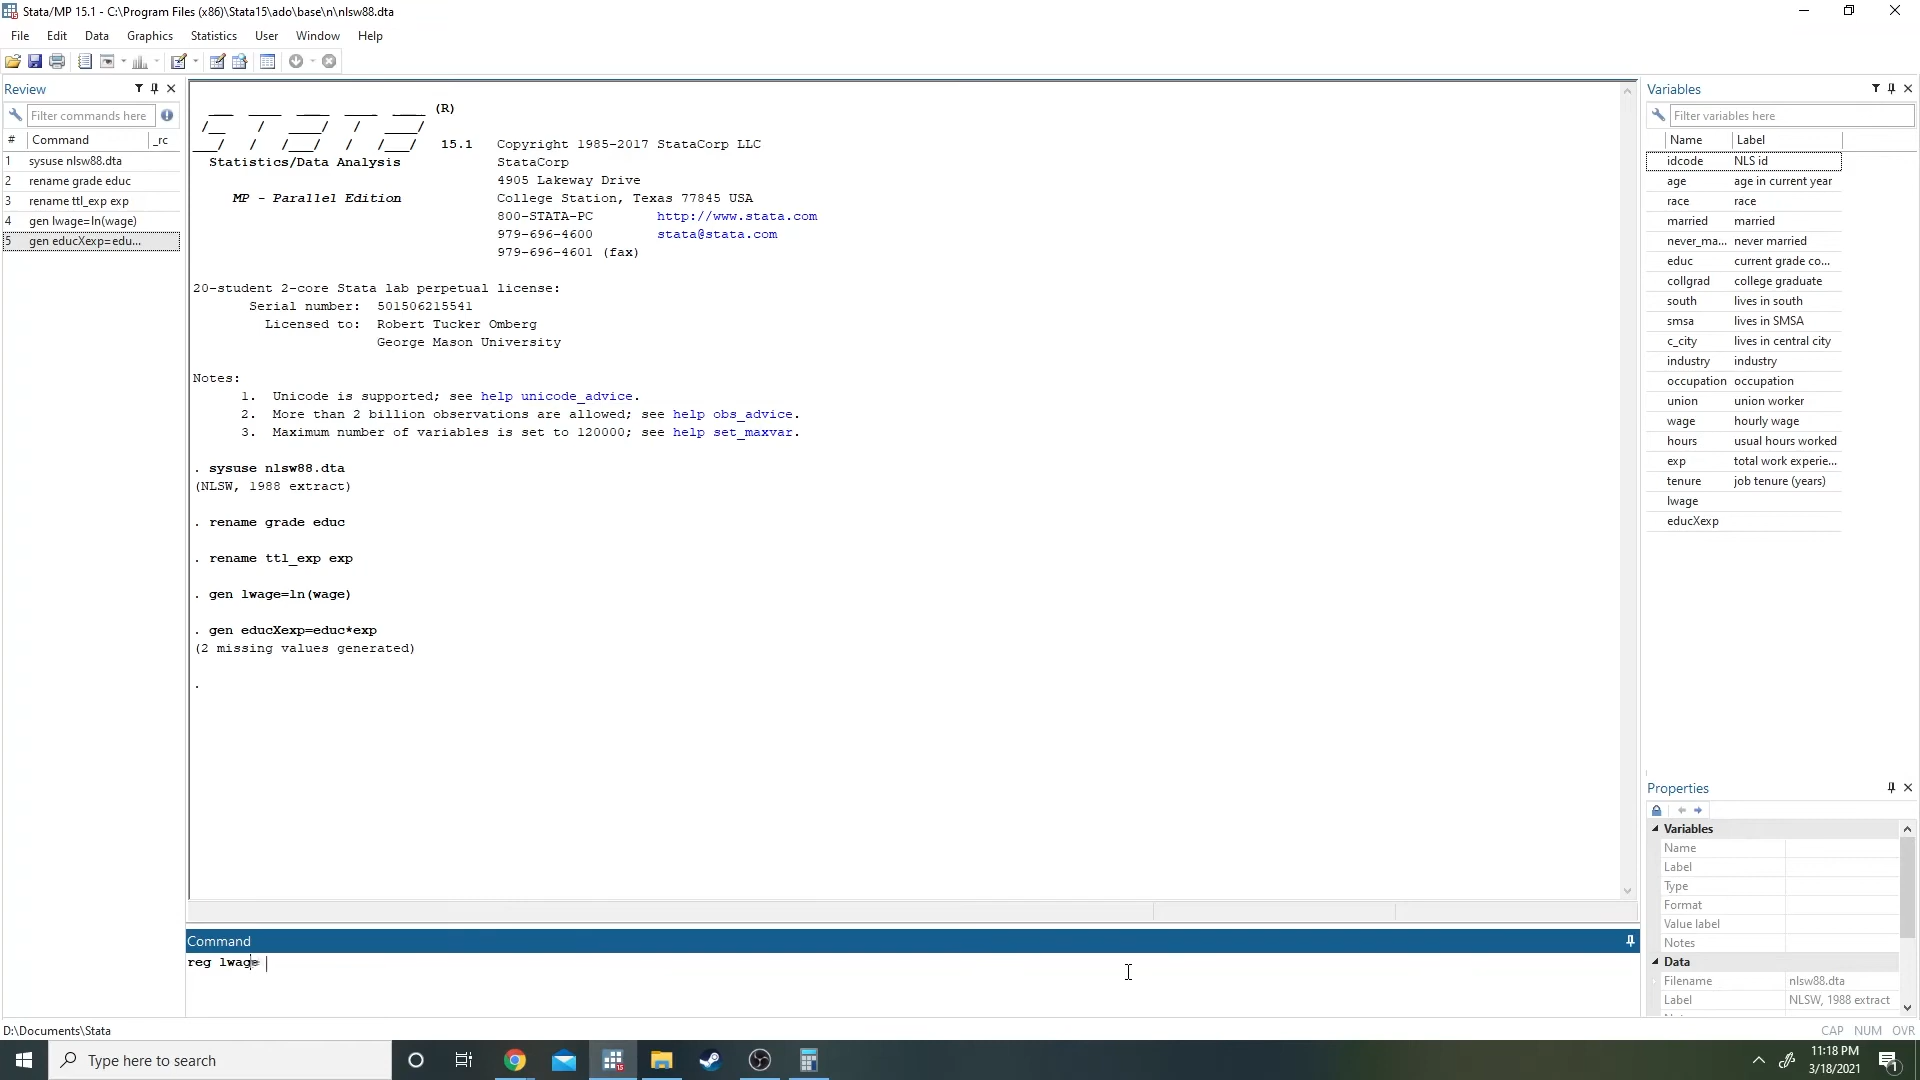 Stata/MP 15.1 - C:\Program Files (x86)\Stata15\ado\base\n\nlsw88.dta
File Edit Data Graphics Statistics User Window Help
Review
Filter commands here
# Command _rc
1 sysuse nlsw88.dta
2 rename grade educ
3 rename ttl_exp exp
4 gen lwage=ln(wage)
5 gen educXexp=edu...
(R)
15.1 Copyright 1985-2017 StataCorp LLC
Statistics/Data Analysis StataCorp
4905 Lakeway Drive
MP - Parallel Edition College Station, Texas 77845 USA
800-STATA-PC http://www.stata.com
979-696-4600 stata@stata.com
979-696-4601 (fax)
20-student 2-core Stata lab perpetual license:
Serial number: 501506215541
Licensed to: Robert Tucker Omberg
George Mason University
Notes:
1. Unicode is supported; see help unicode_advice.
2. More than 2 billion observations are allowed; see help obs_advice.
3. Maximum number of variables is set to 120000; see help set_maxvar.
. sysuse nlsw88.dta
(NLSW, 1988 extract)
. rename grade educ
. rename ttl_exp exp
. gen lwage=ln(wage)
. gen educXexp=educ*exp
(2 missing values generated)
.
Command
reg lwage
Variables
Filter variables here
Name Label
idcode NLS id
age age in current year
race race
married married
never_ma... never married
educ current grade co...
collgrad college graduate
south lives in south
smsa lives in SMSA
c_city lives in central city
industry industry
occupation occupation
union union worker
wage hourly wage
hours usual hours worked
exp total work experie...
tenure job tenure (years)
lwage
educXexp
Properties
Variables
Name
Label
Type
Format
Value label
Notes
Data
Filename nlsw88.dta
Label NLSW, 1988 extract
D:\Documents\Stata
CAP NUM OVR
Type here to search
11:18 PM
3/18/2021
1